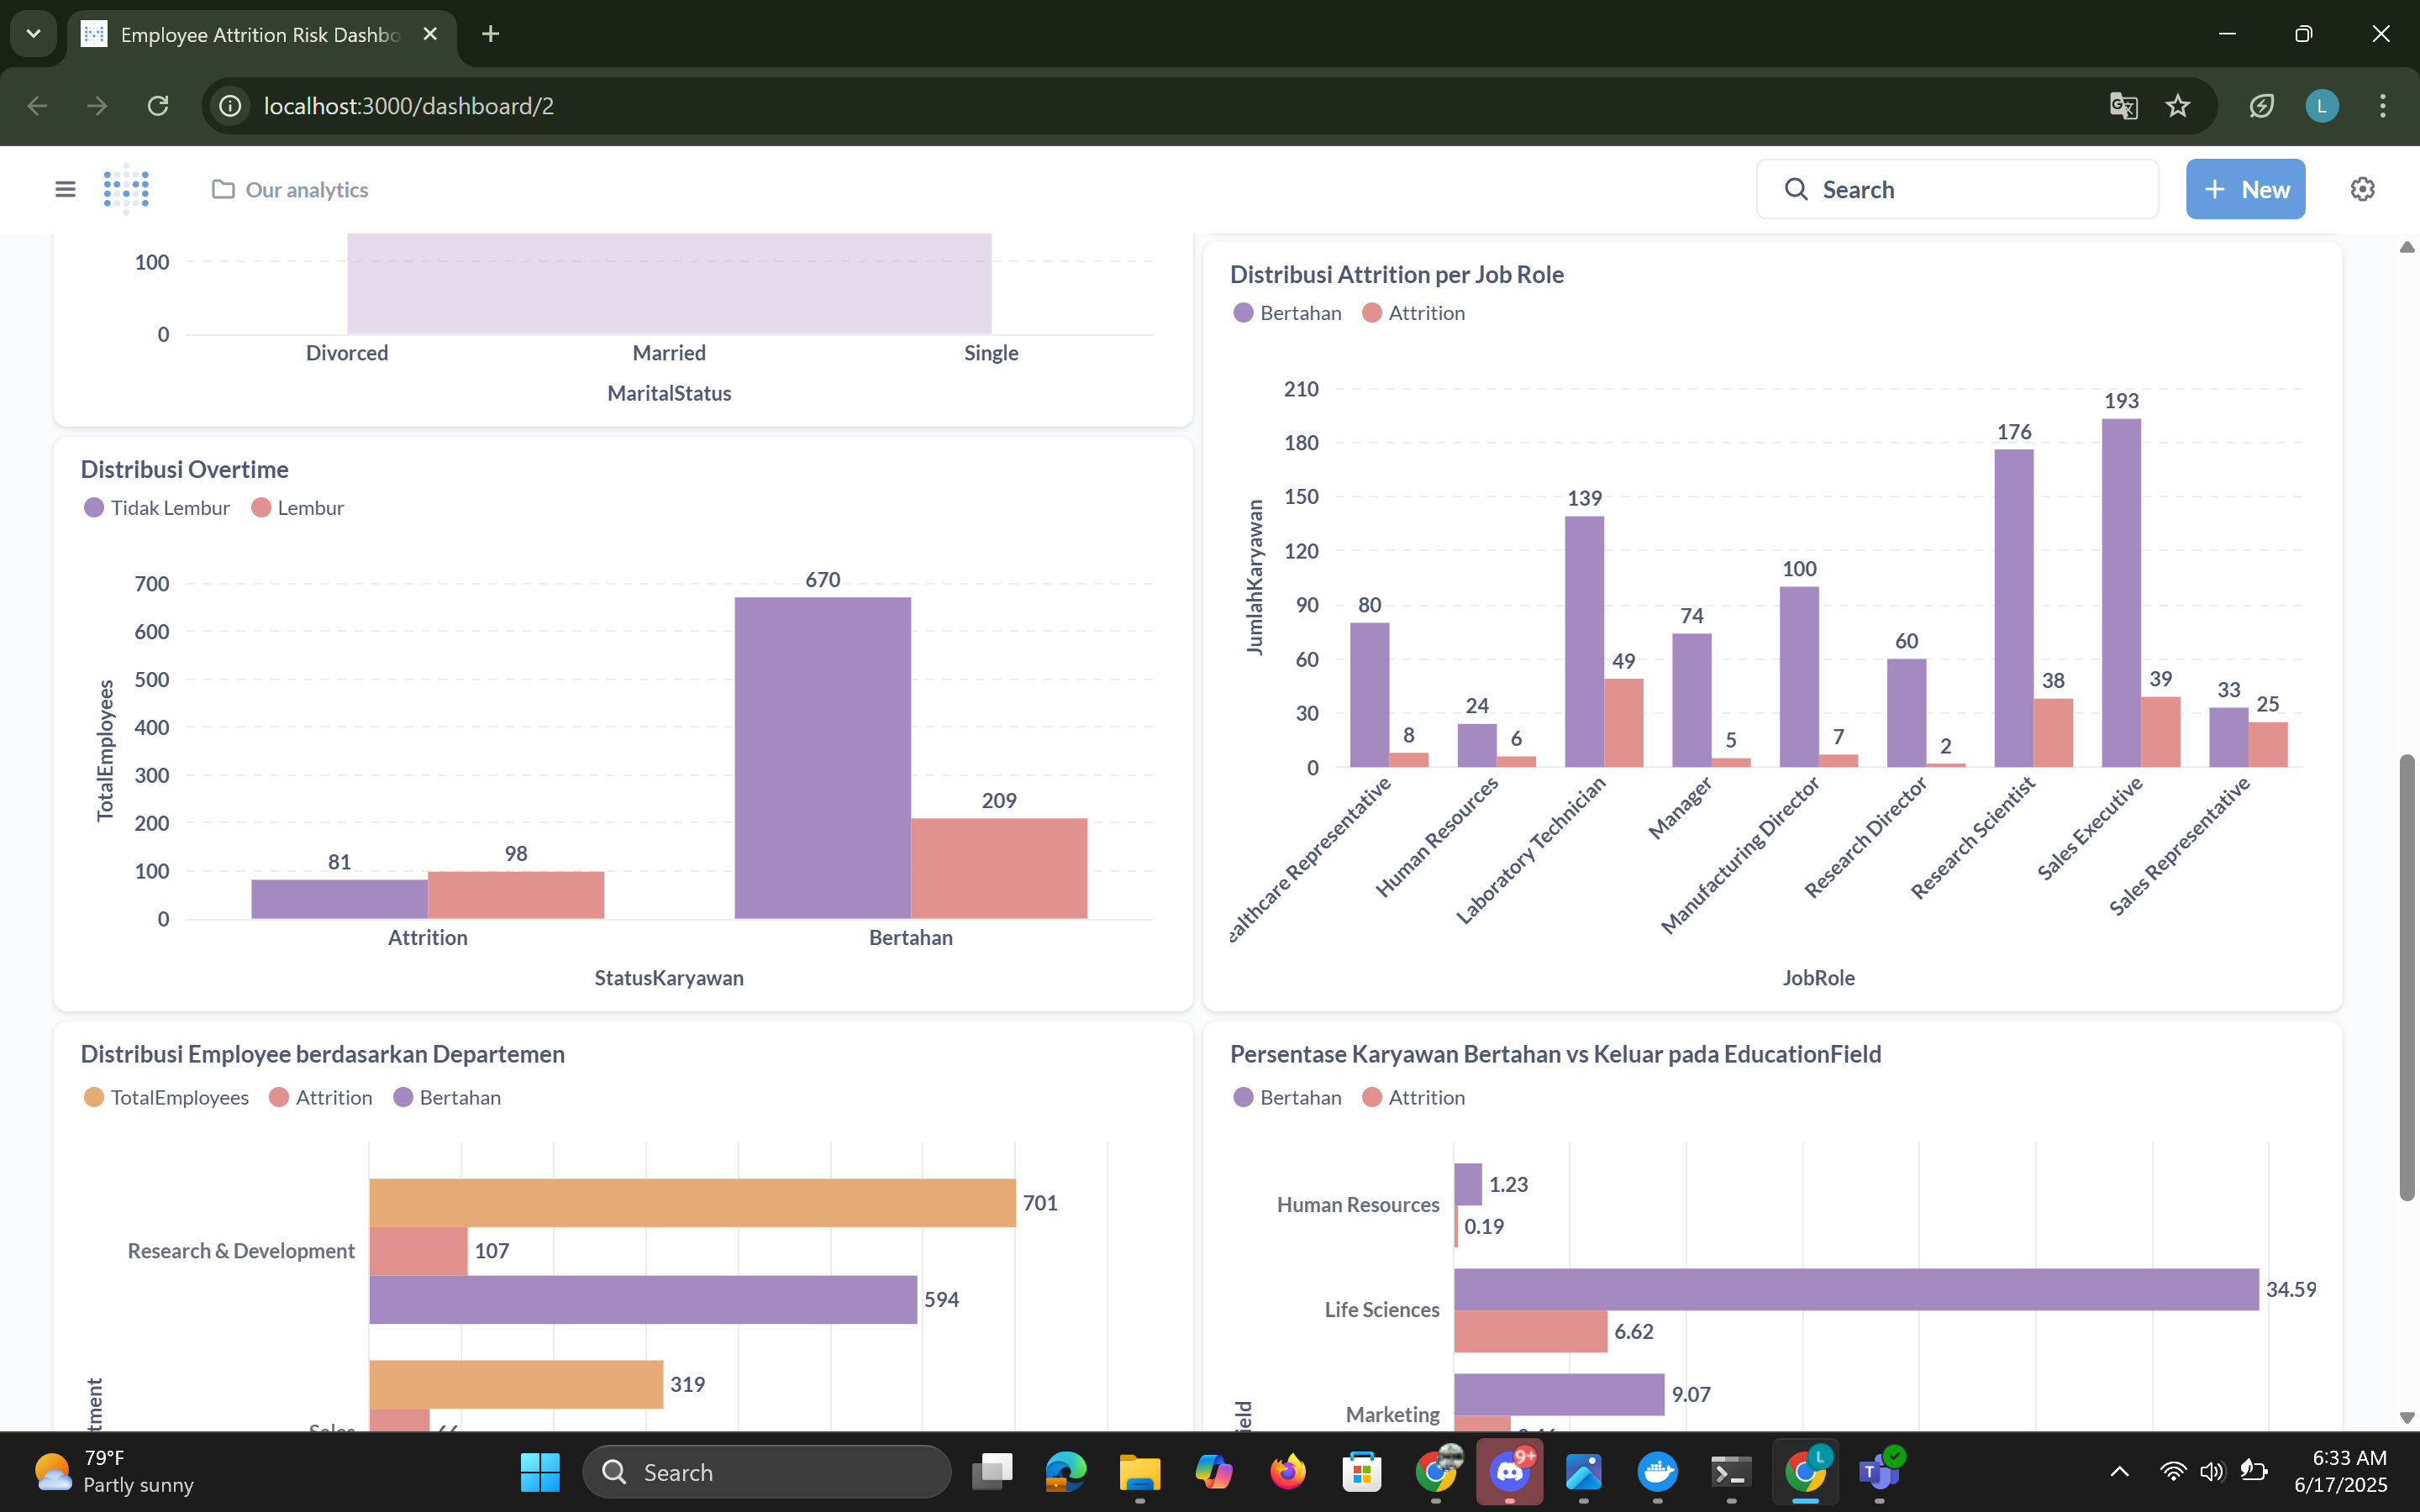 Employee Attrition Risk Dashbo
localhost:3000/dashboard/2
L
Our analytics
Search
New
100
0
Divorced
Married
Single
MaritalStatus
Distribusi Overtime
Tidak Lembur
Lembur
TotalEmployees
700
600
500
400
300
200
100
0
81
98
670
209
Attrition
Bertahan
StatusKaryawan
Distribusi Attrition per Job Role
Bertahan
Attrition
JumlahKaryawan
210
180
150
120
90
60
30
0
80
8
24
6
139
49
74
5
100
7
60
2
176
38
193
39
33
25
ealthcare Representative
Human Resources
Laboratory Technician
Manager
Manufacturing Director
Research Director
Research Scientist
Sales Executive
Sales Representative
JobRole
Distribusi Employee berdasarkan Departemen
TotalEmployees
Attrition
Bertahan
Research & Development
701
107
594
319
tment
Persentase Karyawan Bertahan vs Keluar pada EducationField
Bertahan
Attrition
Human Resources
1.23
0.19
Life Sciences
34.59
6.62
Marketing
9.07
ield
79°F
Partly sunny
Search
9+
L
T
6:33 AM
6/17/2025